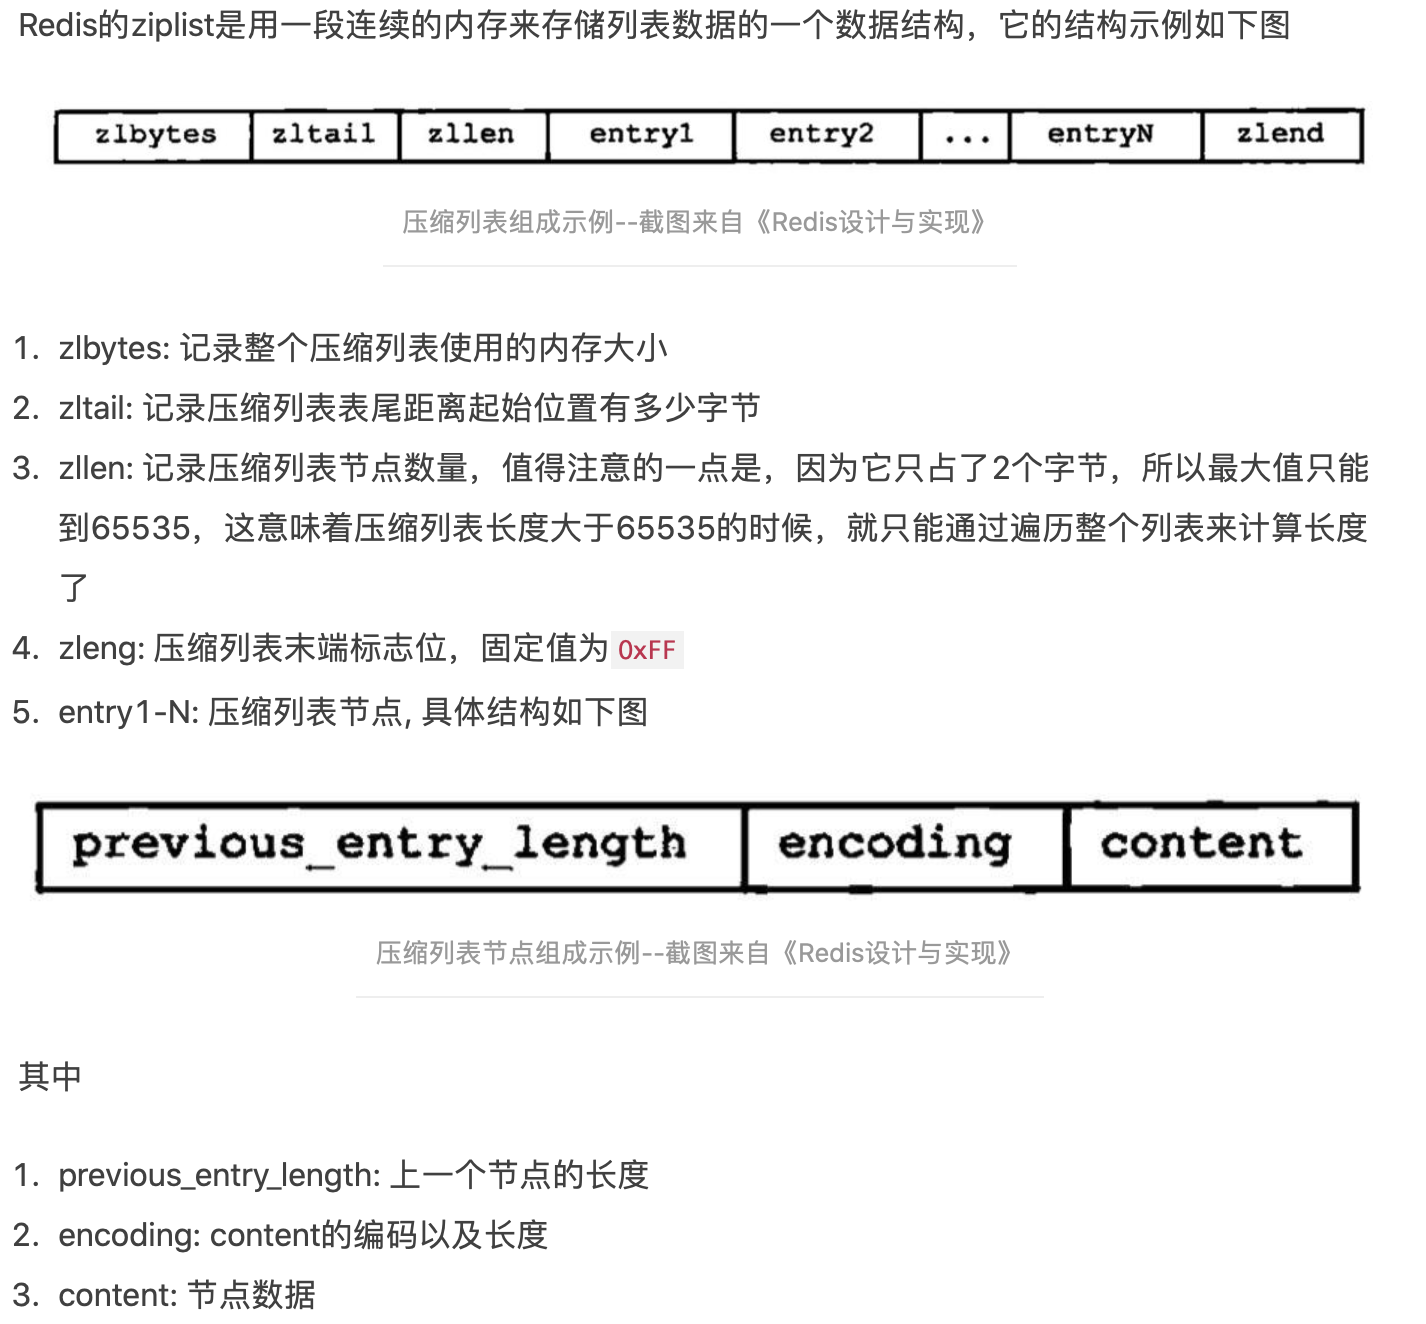 Redis的ziplist是用一段连续的内存来存储列表数据的一个数据结构，它的结构示例如下图
zlbytes zltail zllen entry1 entry2 ... entryN zlend
压缩列表组成示例--截图来自《Redis设计与实现》
1. zlbytes: 记录整个压缩列表使用的内存大小
2. zltail: 记录压缩列表表尾距离起始位置有多少字节
3. zllen: 记录压缩列表节点数量，值得注意的一点是，因为它只占了2个字节，所以最大值只能
到65535，这意味着压缩列表长度大于65535的时候，就只能通过遍历整个列表来计算长度
了
4. zleng: 压缩列表末端标志位，固定值为 0xFF
5. entry1-N: 压缩列表节点, 具体结构如下图
previous_entry_length encoding content
压缩列表节点组成示例--截图来自《Redis设计与实现》
其中
1. previous_entry_length: 上一个节点的长度
2. encoding: content的编码以及长度
3. content: 节点数据